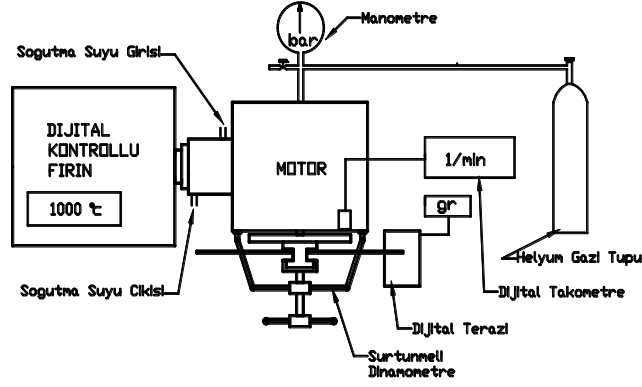 bar
Manometre
Sogutma Suyu Girisi
DIJITAL
KONTROLLU
FIRIN
1000 °C
MOTOR
1/min
gr
Helyum Gazi Tupu
Sogutma Suyu Cikisi
Dijital Takometre
Dijital Terazi
Surtunmeli
Dinamometre